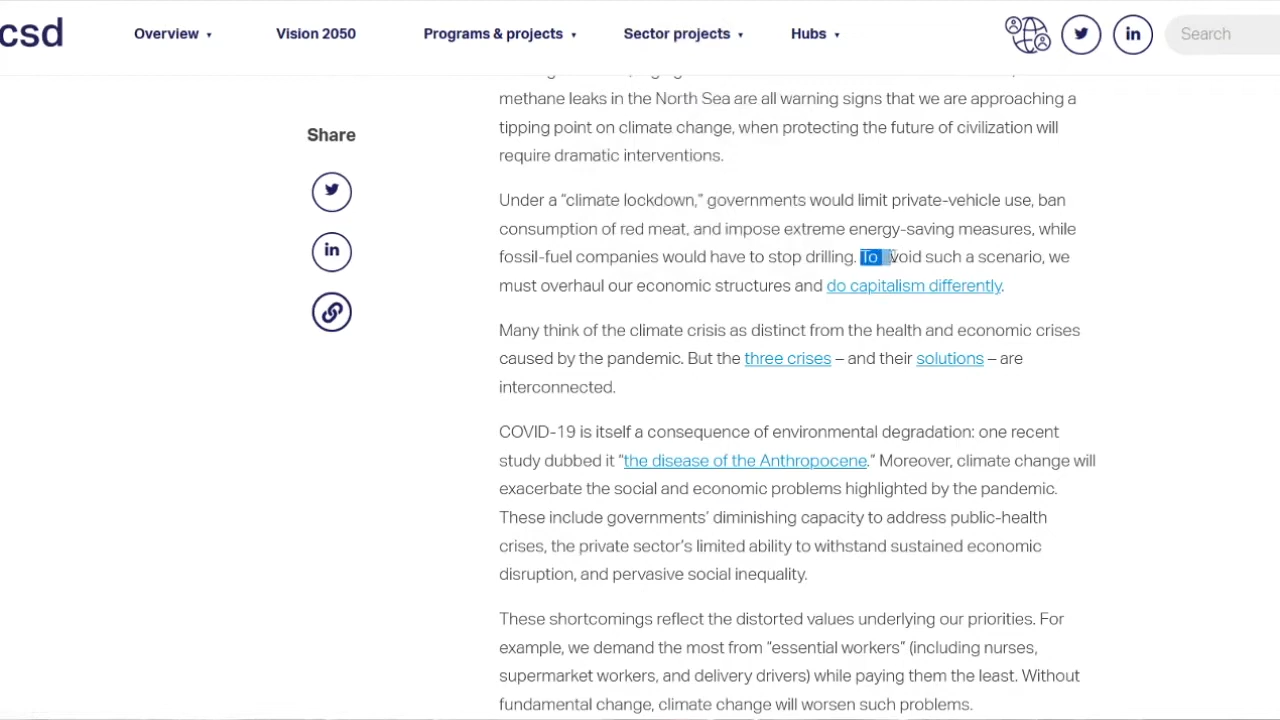 csd
Overview
Vision 2050
Programs & projects
Sector projects
Hubs
in
Search
methane leaks in the North Sea are all warning signs that we are approaching a
Share
tipping point on climate change, when protecting the future of civilization will
require dramatic interventions.
Under a “climate lockdown,” governments would limit private-vehicle use, ban
consumption of red meat, and impose extreme energy-saving measures, while
in
fossil-fuel companies would have to stop drilling. To avoid such a scenario, we
must overhaul our economic structures and do capitalism differently.
Many think of the climate crisis as distinct from the health and economic crises
caused by the pandemic. But the three crises – and their solutions – are
interconnected.
COVID-19 is itself a consequence of environmental degradation: one recent
study dubbed it “the disease of the Anthropocene.” Moreover, climate change will
exacerbate the social and economic problems highlighted by the pandemic.
These include governments’ diminishing capacity to address public-health
crises, the private sector’s limited ability to withstand sustained economic
disruption, and pervasive social inequality.
These shortcomings reflect the distorted values underlying our priorities. For
example, we demand the most from “essential workers” (including nurses,
supermarket workers, and delivery drivers) while paying them the least. Without
fundamental change, climate change will worsen such problems.